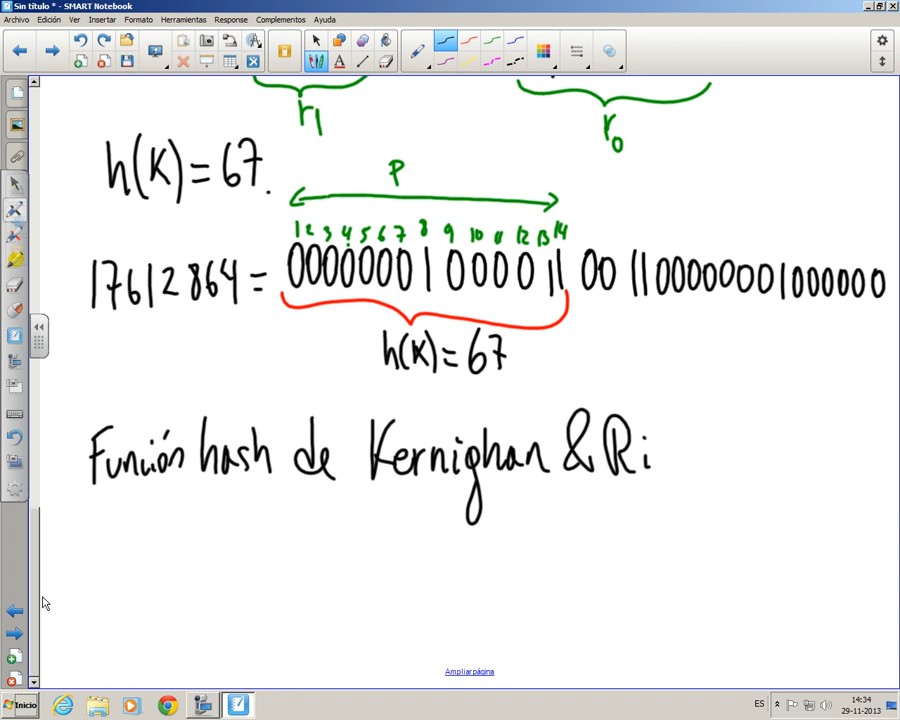 Sin título * - SMART Notebook
Archivo Edición Ver Insertar Formato Herramientas Response Complementos Ayuda
r1
r0
h(K)=67.
P
1 2 3 4 5 6 7 8 9 10 11 12 13 14
17612864 = 00000001000011 00 1100000001000000
h(K)=67
Función hash de Kernighan & Ri
Ampliar página
Inicio
ES
14:34
29-11-2013